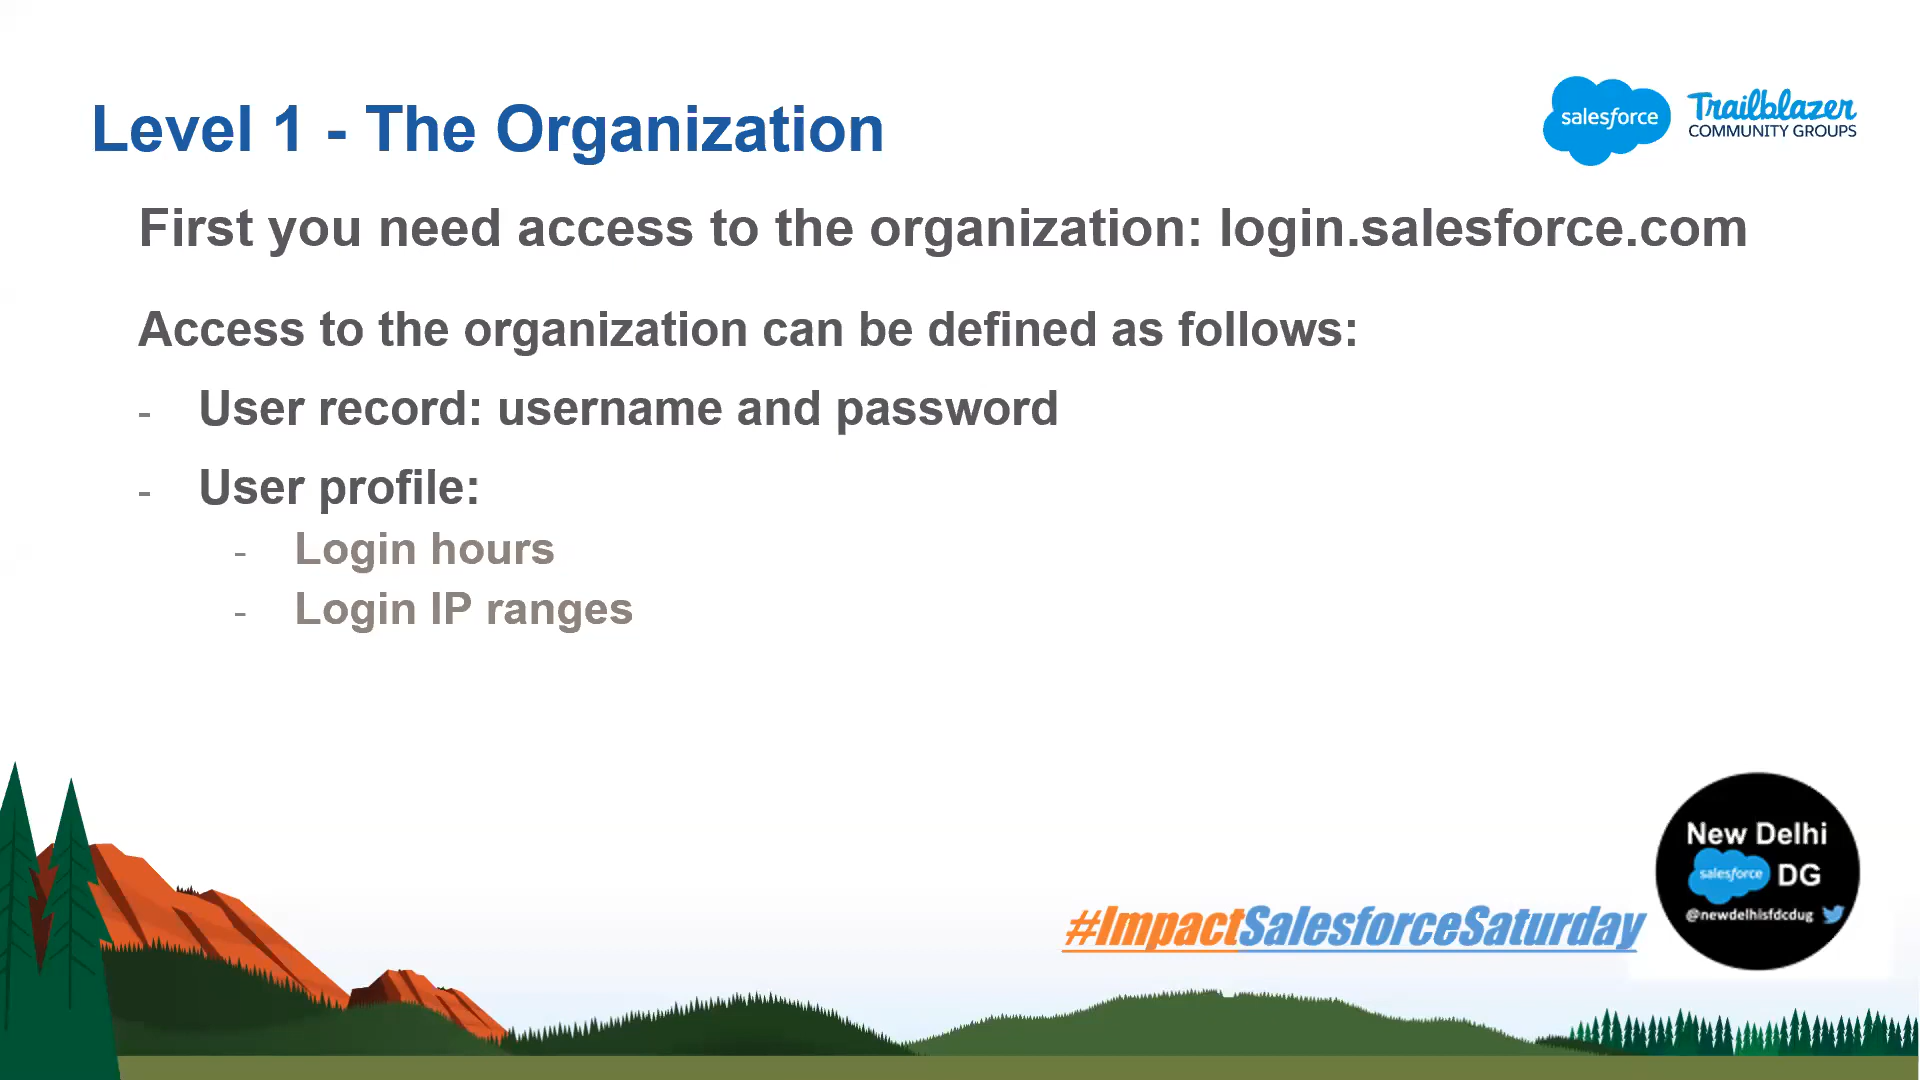 Level 1 - The Organization
salesforce
Trailblazer
COMMUNITY GROUPS
First you need access to the organization: login.salesforce.com
Access to the organization can be defined as follows:
- User record: username and password
- User profile:
- Login hours
- Login IP ranges
New Delhi
salesforce DG
@newdelhisfdcdug
#ImpactSalesforceSaturday